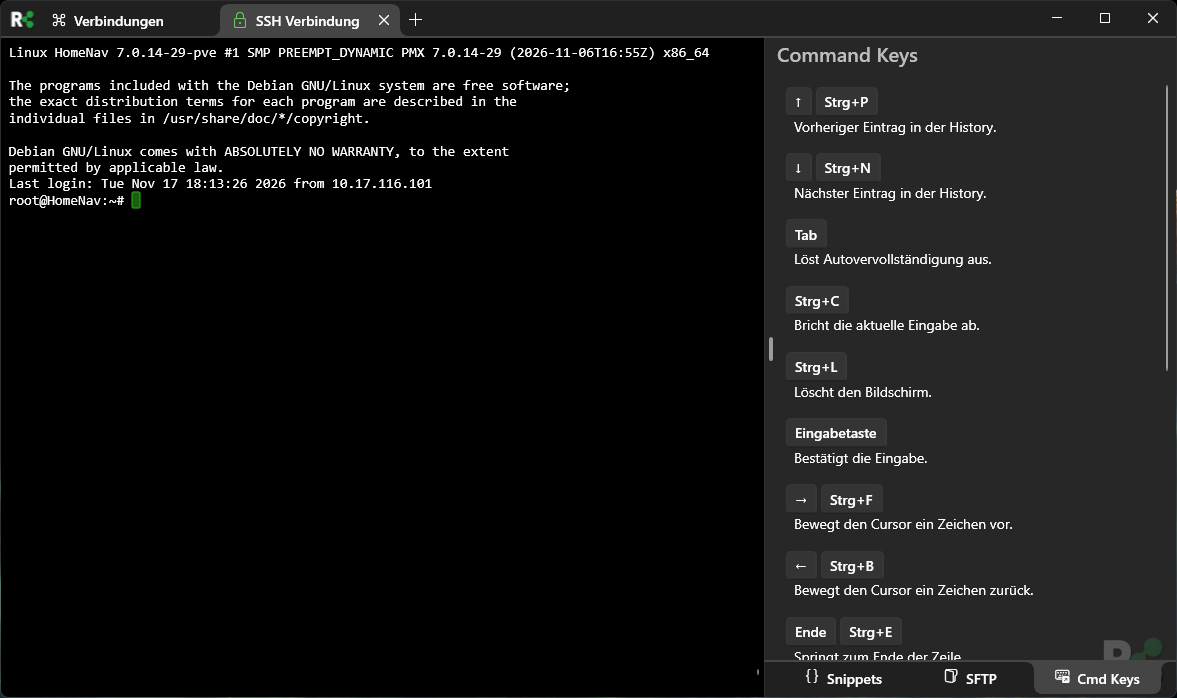 R Verbindungen SSH Verbindung
Linux HomeNav 7.0.14-29-pve #1 SMP PREEMPT_DYNAMIC PMX 7.0.14-29 (2026-11-06T16:55Z) x86_64
The programs included with the Debian GNU/Linux system are free software;
the exact distribution terms for each program are described in the
individual files in /usr/share/doc/*/copyright.
Debian GNU/Linux comes with ABSOLUTELY NO WARRANTY, to the extent
permitted by applicable law.
Last login: Tue Nov 17 18:13:26 2026 from 10.17.116.101
root@HomeNav:~#
Command Keys
↑ Strg+P
Vorheriger Eintrag in der History.
↓ Strg+N
Nächster Eintrag in der History.
Tab
Löst Autovervollständigung aus.
Strg+C
Bricht die aktuelle Eingabe ab.
Strg+L
Löscht den Bildschirm.
Eingabetaste
Bestätigt die Eingabe.
→ Strg+F
Bewegt den Cursor ein Zeichen vor.
← Strg+B
Bewegt den Cursor ein Zeichen zurück.
Ende Strg+E
Springt zum Ende der Zeile
{} Snippets SFTP Cmd Keys